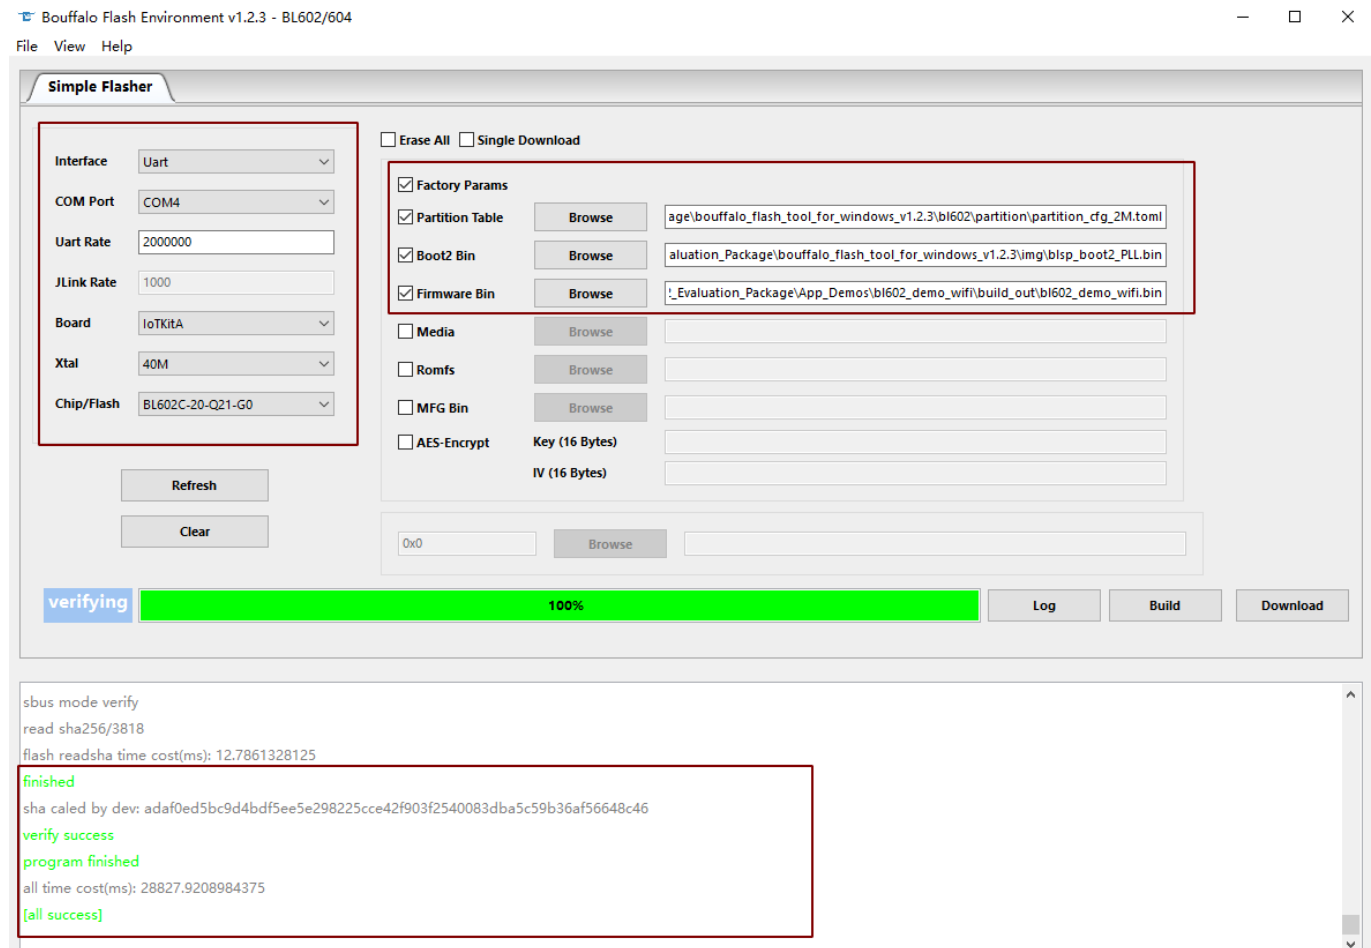 Bouffalo Flash Environment v1.2.3 - BL602/604
File View Help
Simple Flasher
Interface Uart
COM Port COM4
Uart Rate 2000000
JLink Rate 1000
Board IoTKitA
Xtal 40M
Chip/Flash BL602C-20-Q21-G0
Refresh
Clear
Erase All Single Download
Factory Params
Partition Table Browse age\bouffalo_flash_tool_for_windows_v1.2.3\bl602\partition\partition_cfg_2M.toml
Boot2 Bin Browse aluation_Package\bouffalo_flash_tool_for_windows_v1.2.3\img\blsp_boot2_PLL.bin
Firmware Bin Browse _Evaluation_Package\App_Demos\bl602_demo_wifi\build_out\bl602_demo_wifi.bin
Media Browse
Romfs Browse
MFG Bin Browse
AES-Encrypt Key (16 Bytes)
IV (16 Bytes)
0x0 Browse
verifying 100% Log Build Download
sbus mode verify
read sha256/3818
flash readsha time cost(ms): 12.7861328125
finished
sha caled by dev: adaf0ed5bc9d4bdf5ee5e298225cce42f903f2540083dba5c59b36af56648c46
verify success
program finished
all time cost(ms): 28827.9208984375
[all success]